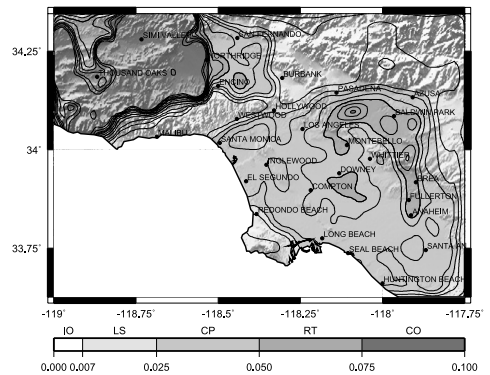 34.25°
34°
33.75°
SIMI VALLEY
SAN FERNANDO
NORTHRIDGE
THOUSAND OAKS
ENCINO
BURBANK
PASADENA
AZUSA
HOLLYWOOD
WESTWOOD
BALDWIN PARK
LOS ANGELES
MALIBU
SANTA MONICA
MONTEBELLO
WHITTIER
INGLEWOOD
DOWNEY
EL SEGUNDO
BREA
COMPTON
FULLERTON
REDONDO BEACH
ANAHEIM
LONG BEACH
SEAL BEACH
SANTA AN
HUNTINGTON BEACH
-119° -118.75° -118.5° -118.25° -118° -117.75°
IO LS CP RT CO
0.000 0.007 0.025 0.050 0.075 0.100